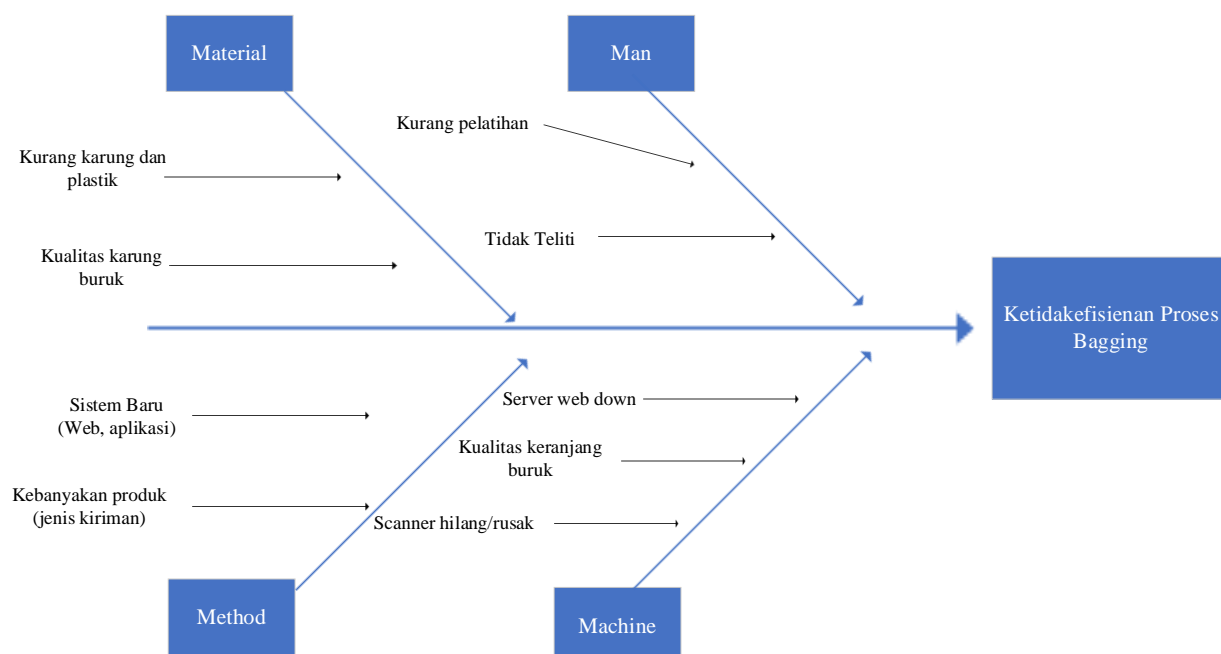 Material
Man
Kurang pelatihan
Kurang karung dan
plastik
Tidak Teliti
Kualitas karung
buruk
Ketidakefisienan Proses
Bagging
Sistem Baru
(Web, aplikasi)
Server web down
Kualitas keranjang
buruk
Kebanyakan produk
(jenis kiriman)
Scanner hilang/rusak
Method
Machine